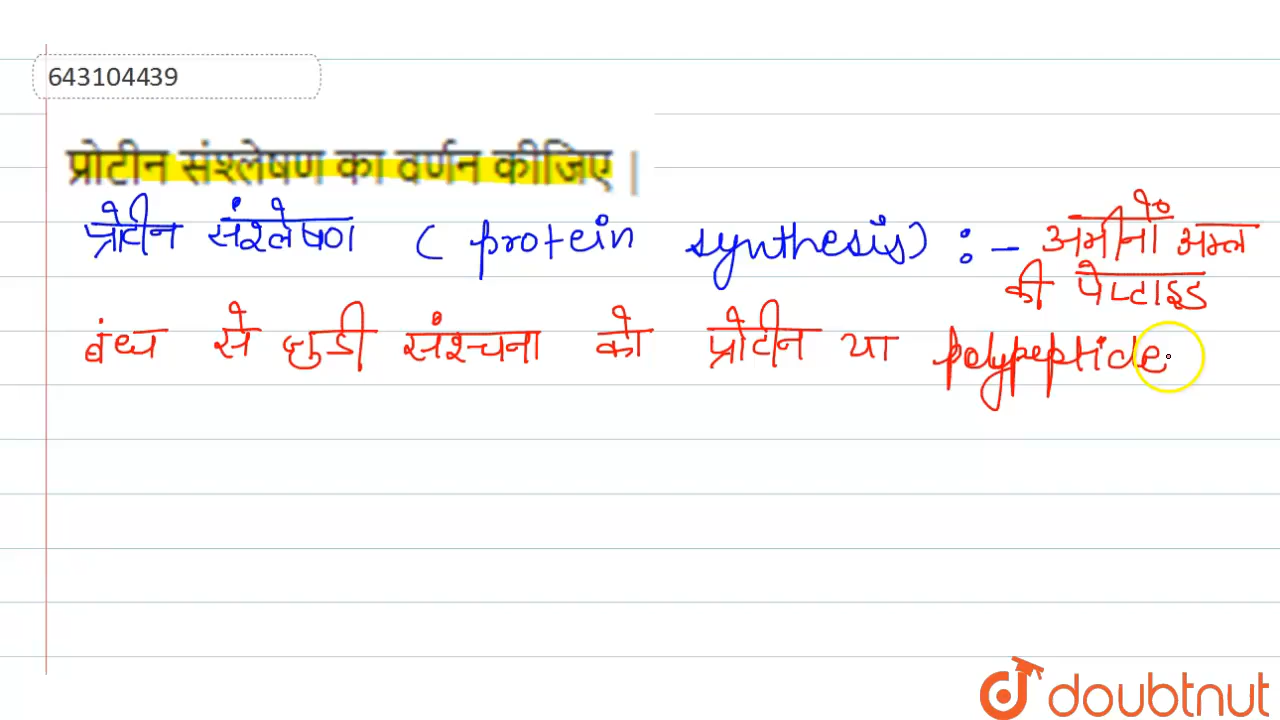 643104439
प्रोटीन संश्लेषण का वर्णन कीजिए |
प्रोटीन संश्लेषण ( protein synthesis) : - अमीनों अम्ल
की पेप्टाइड
बंध से जुडी संरचना को प्रोटीन या polypeptide
doubtnut